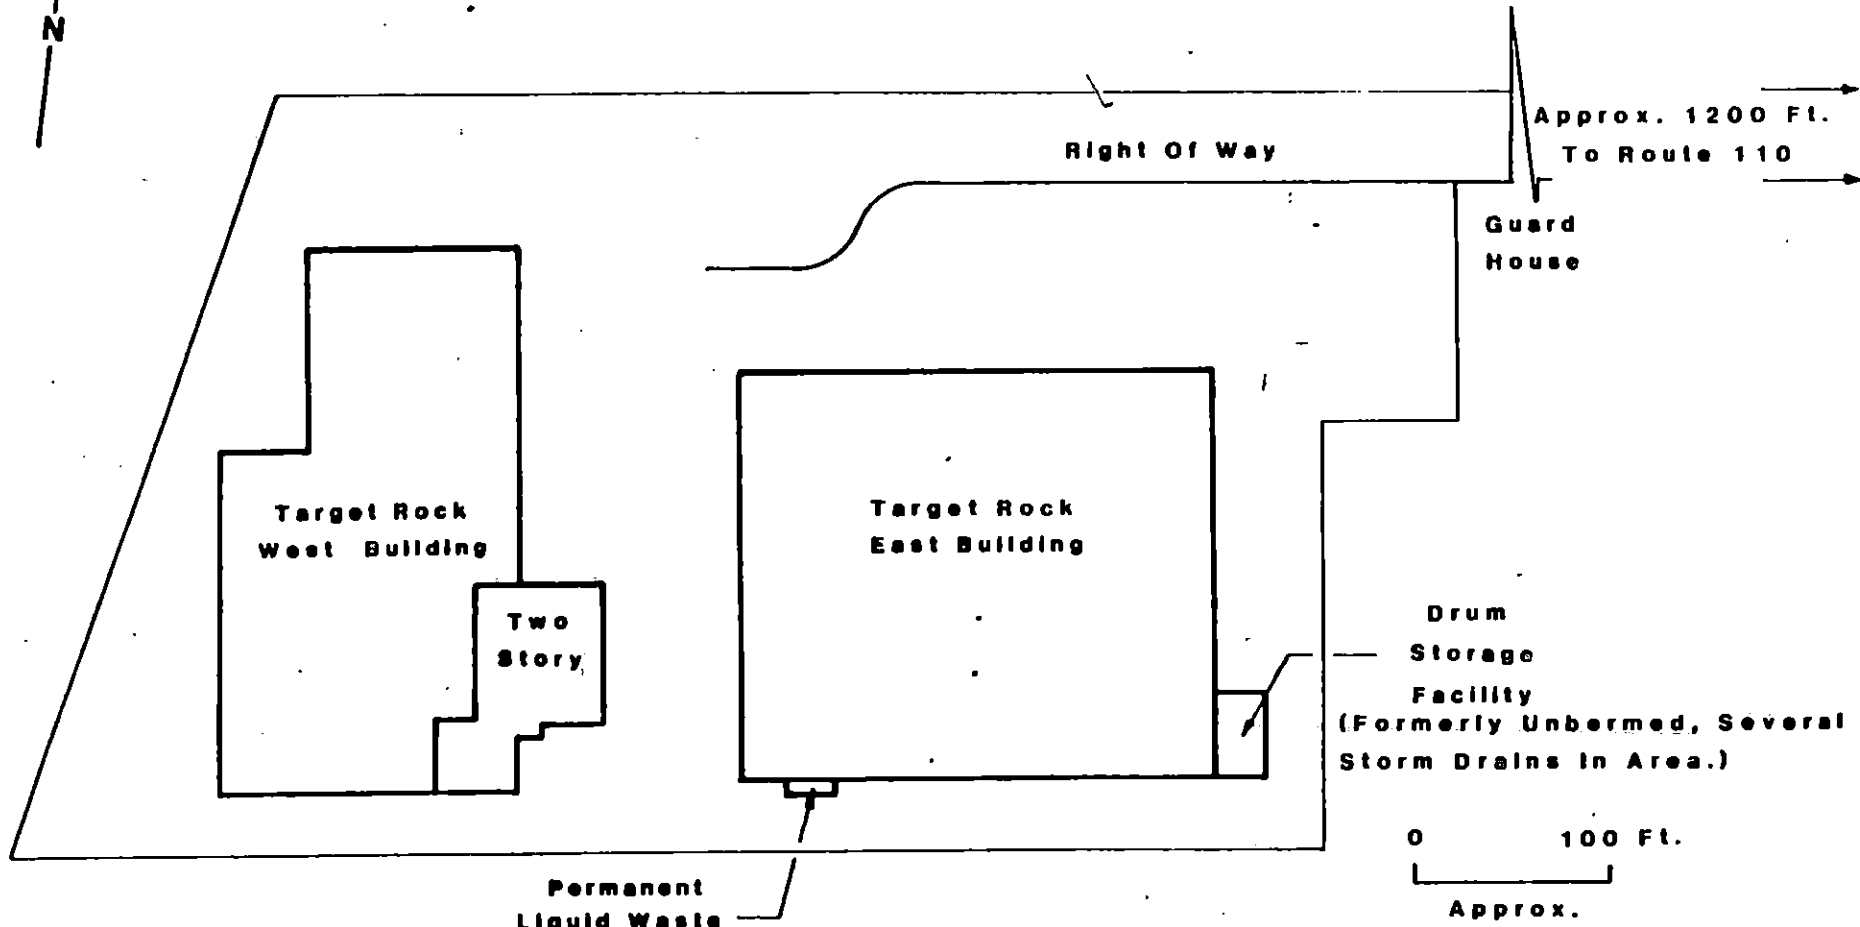 N
Approx. 1200 Ft.
To Route 110
Right Of Way
Guard
House
Target Rock
West Building
Target Rock
East Building
Two
Story
Drum
Storage
Facility
(Formerly Unbermed, Several
Storm Drains In Area.)
0 100 Ft.
Approx.
Permanent
Liquid Waste